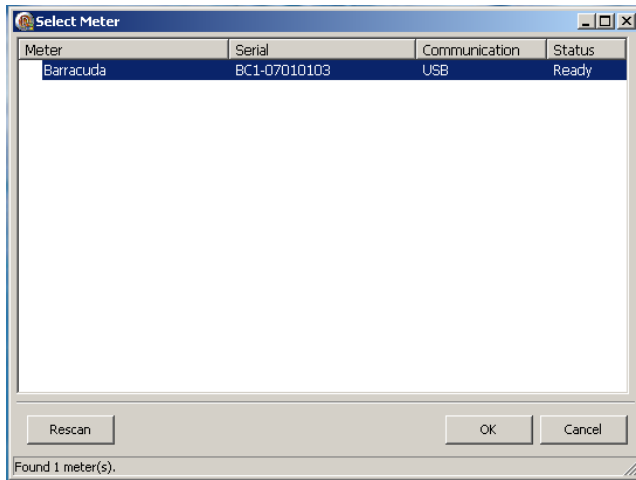 Select Meter
Meter Serial Communication Status
Barracuda BC1-07010103 USB Ready
Rescan OK Cancel
Found 1 meter(s).